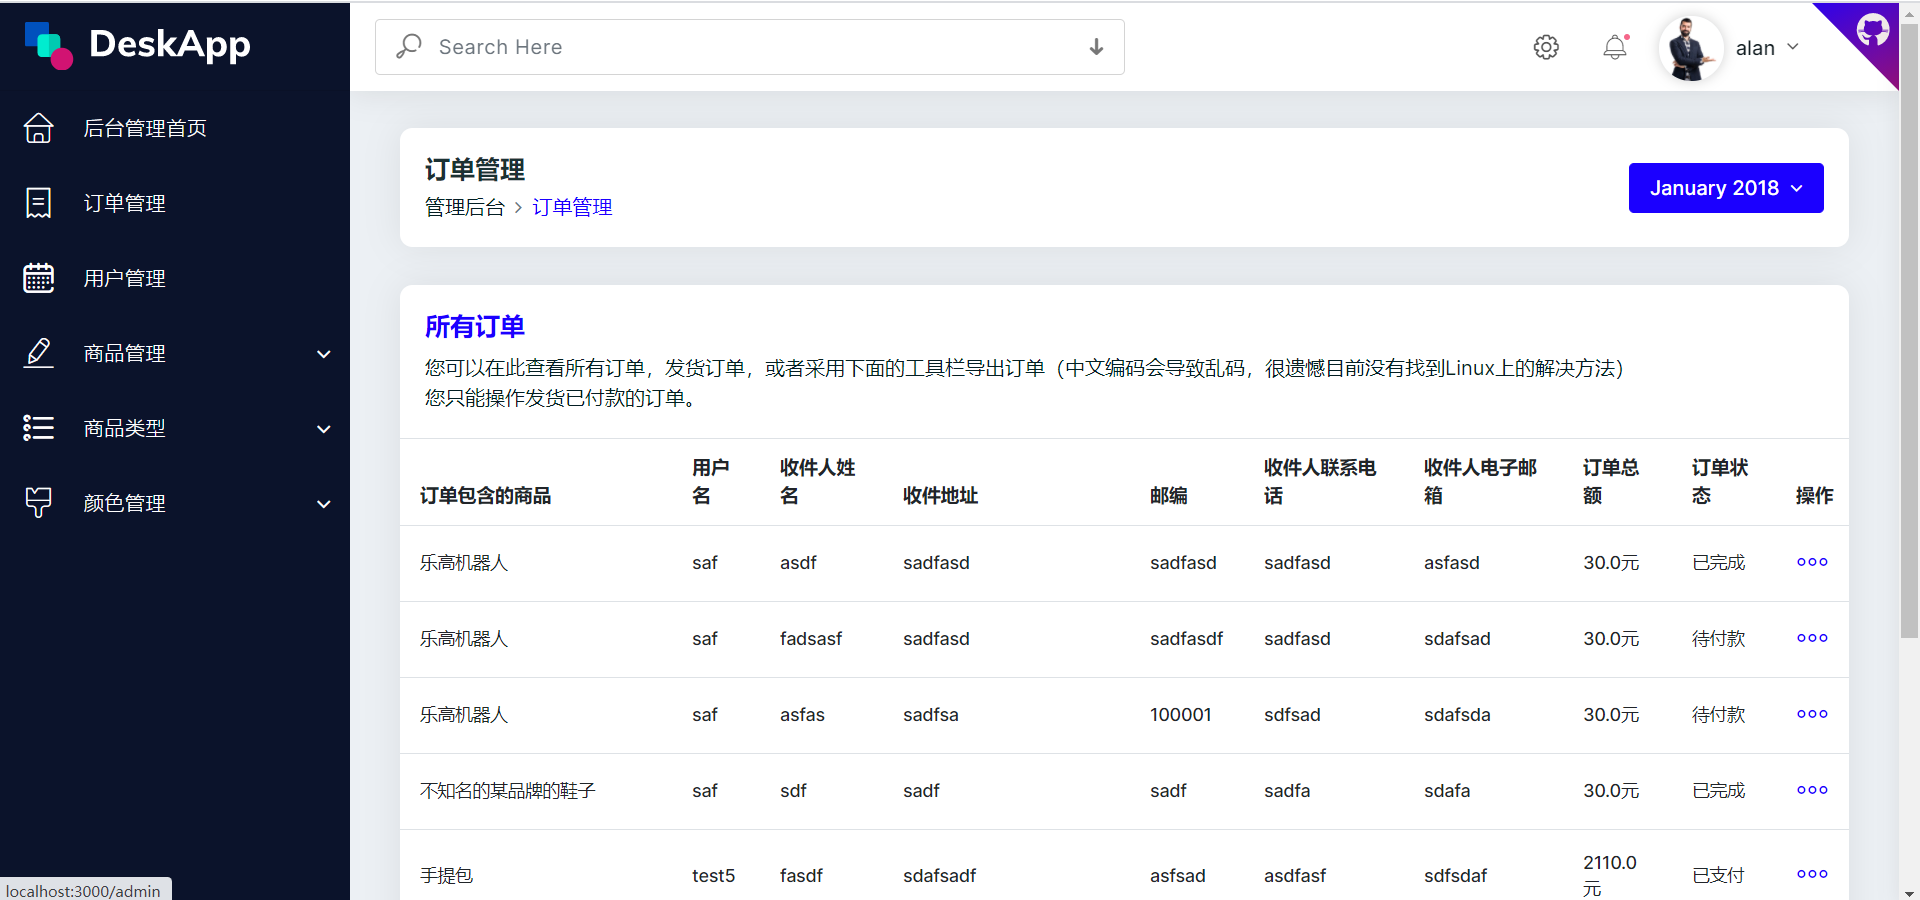 DeskApp
后台管理首页
订单管理
用户管理
商品管理
商品类型
颜色管理
localhost:3000/admin
Search Here
alan
订单管理
管理后台 > 订单管理
January 2018
所有订单
您可以在此查看所有订单，发货订单，或者采用下面的工具栏导出订单（中文编码会导致乱码，很遗憾目前没有找到Linux上的解决方法）
您只能操作发货已付款的订单。
订单包含的商品 用户名 收件人姓名 收件地址 邮编 收件人联系电话 收件人电子邮箱 订单总额 订单状态 操作
乐高机器人 saf asdf sadfasd sadfasd sadfasd asfasd 30.0元 已完成
乐高机器人 saf fadsasf sadfasd sadfasdf sadfasd sdafsad 30.0元 待付款
乐高机器人 saf asfas sadfsa 100001 sdfsad sdafsda 30.0元 待付款
不知名的某品牌的鞋子 saf sdf sadf sadf sadfa sdafa 30.0元 已完成
手提包 test5 fasdf sdafsadf asfsad asdfasf sdfsdaf 2110.0元 已支付